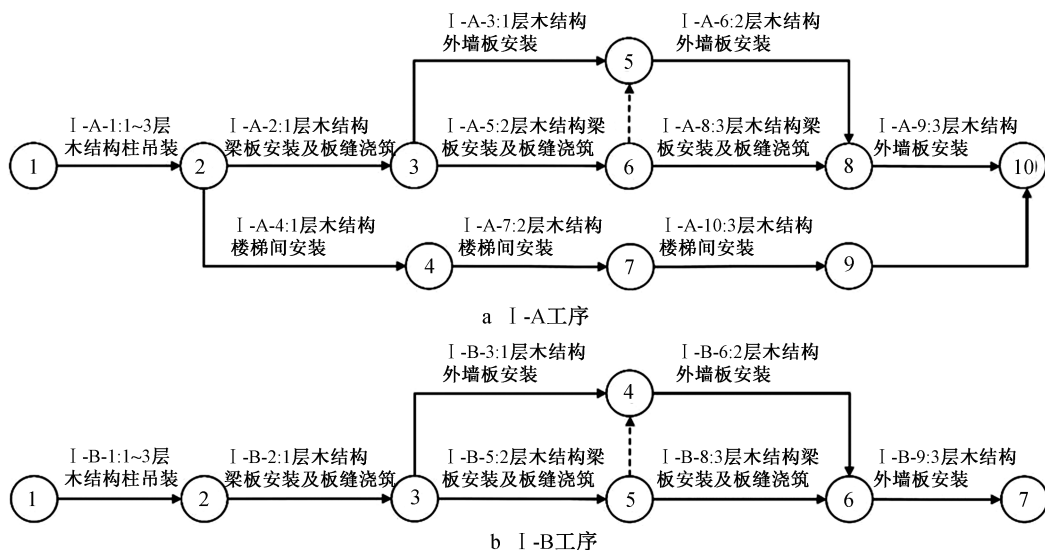 Ⅰ-A-3:1层木结构
外墙板安装
Ⅰ-A-6:2层木结构
外墙板安装
5
Ⅰ-A-1:1~3层
木结构柱吊装
Ⅰ-A-2:1层木结构
梁板安装及板缝浇筑
Ⅰ-A-5:2层木结构梁
板安装及板缝浇筑
Ⅰ-A-8:3层木结构梁
板安装及板缝浇筑
Ⅰ-A-9:3层木结构
外墙板安装
1
2
3
6
8
10
Ⅰ-A-4:1层木结构
楼梯间安装
Ⅰ-A-7:2层木结构
楼梯间安装
Ⅰ-A-10:3层木结构
楼梯间安装
4
7
9
a Ⅰ-A工序
Ⅰ-B-3:1层木结构
外墙板安装
Ⅰ-B-6:2层木结构
外墙板安装
4
Ⅰ-B-1:1~3层
木结构柱吊装
Ⅰ-B-2:1层木结构
梁板安装及板缝浇筑
Ⅰ-B-5:2层木结构梁
板安装及板缝浇筑
Ⅰ-B-8:3层木结构梁
板安装及板缝浇筑
Ⅰ-B-9:3层木结构
外墙板安装
1
2
3
5
6
7
b Ⅰ-B工序